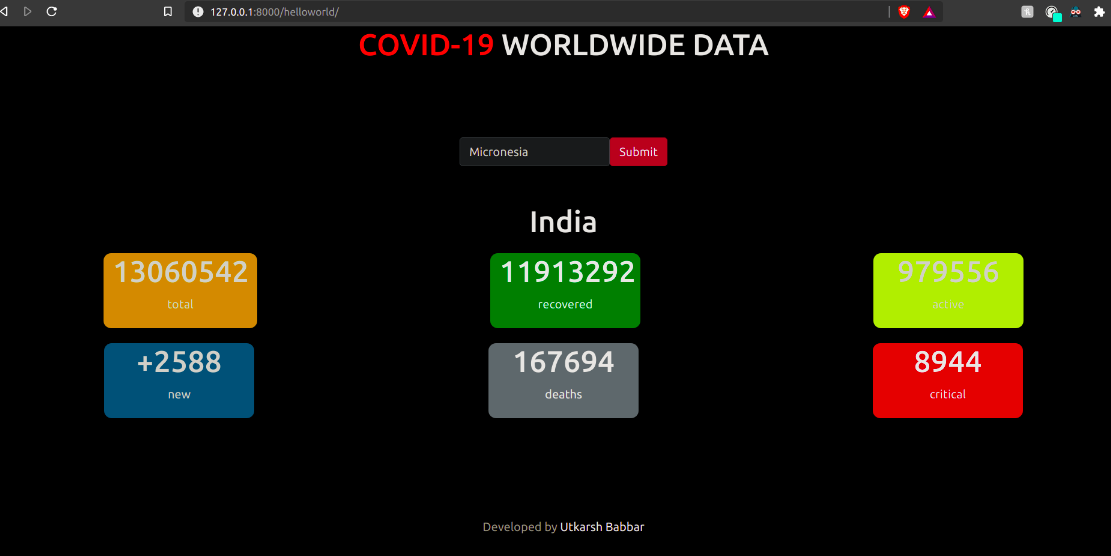 127.0.0.1:8000/helloworld/
COVID-19 WORLDWIDE DATA
Micronesia Submit
India
13060542 11913292 979556
total recovered active
+2588 167694 8944
new deaths critical
Developed by Utkarsh Babbar